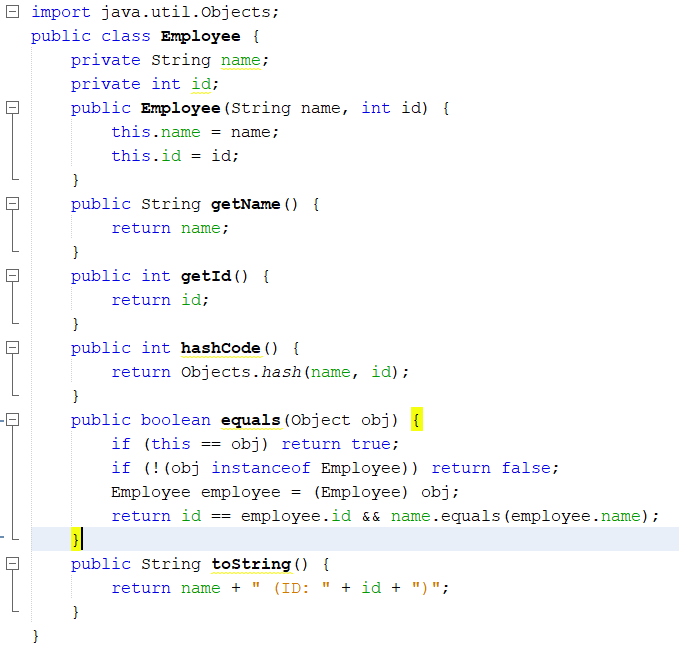 import java.util.Objects;
public class Employee {
    private String name;
    private int id;
    public Employee(String name, int id) {
        this.name = name;
        this.id = id;
    }
    public String getName() {
        return name;
    }
    public int getId() {
        return id;
    }
    public int hashCode() {
        return Objects.hash(name, id);
    }
    public boolean equals(Object obj) {
        if (this == obj) return true;
        if (!(obj instanceof Employee)) return false;
        Employee employee = (Employee) obj;
        return id == employee.id && name.equals(employee.name);
    }
    public String toString() {
        return name + " (ID: " + id + ")";
    }
}